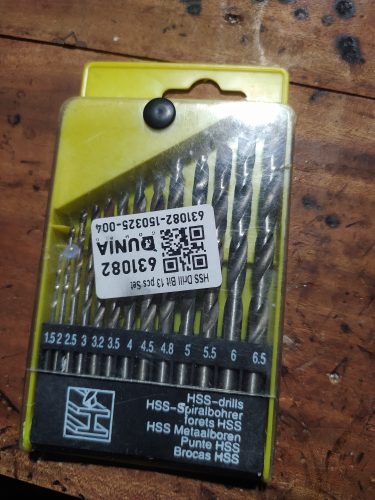 HSS Drill Bit 13 pcs Set
631082
DUNIA
631082-150325-004
1.5 2 2.5 3 3.2 3.5 4 4.5 4.8 5 5.5 6 6.5
HSS-drills
HSS-Spiralbohrer
forets HSS
HSS Metaalboren
Punte HSS
Brocas HSS